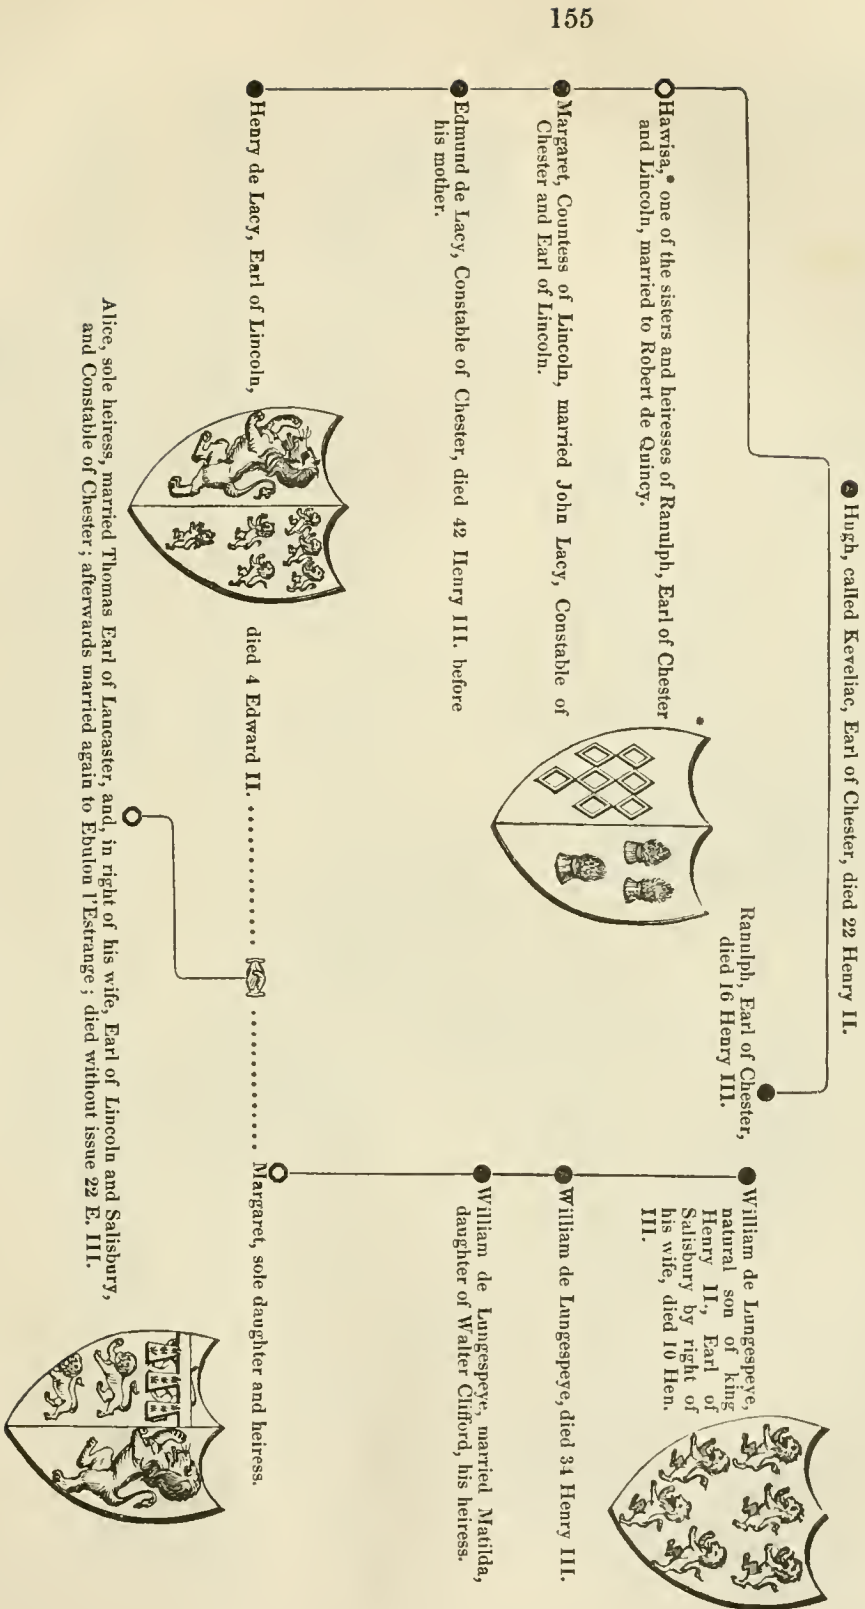 155
Hugh, called Keveliac, Earl of Chester, died 22 Henry II.
Ranulph, Earl of Chester,
died 16 Henry III.
Hawisa,* one of the sisters and heiresses of Ranulph, Earl of Chester
and Lincoln, married to Robert de Quincy.
*
William de Lungespeye,
natural son of king
Henry II., Earl of
Salisbury by right of
his wife, died 10 Hen.
III.
Margaret, Countess of Lincoln, married John Lacy, Constable of
Chester and Earl of Lincoln.
William de Lungespeye, died 34 Henry III.
Edmund de Lacy, Constable of Chester, died 42 Henry III. before
his mother.
William de Lungespeye, married Matilda,
daughter of Walter Clifford, his heiress.
Henry de Lacy, Earl of Lincoln, died 4 Edward II. .............. .............. Margaret, sole daughter and heiress.
Alice, sole heiress, married Thomas Earl of Lancaster, and, in right of his wife, Earl of Lincoln and Salisbury,
and Constable of Chester; afterwards married again to Ebulon l'Estrange; died without issue 22 E. III.